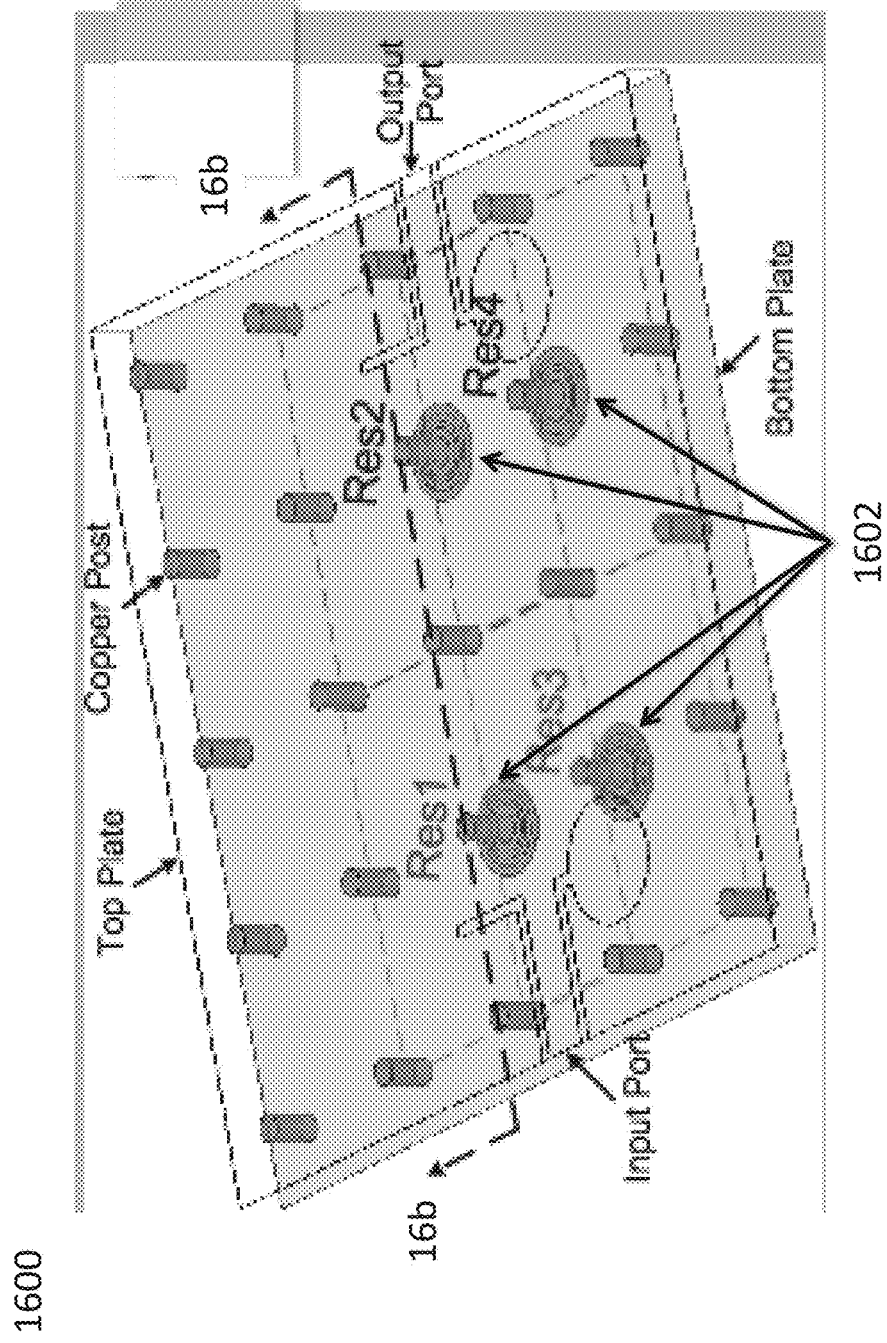 1600
Top Plate
Copper Post
16b
Output
Port
Res1
Res2
Res3
Res4
16b
Input Port
Bottom Plate
1602